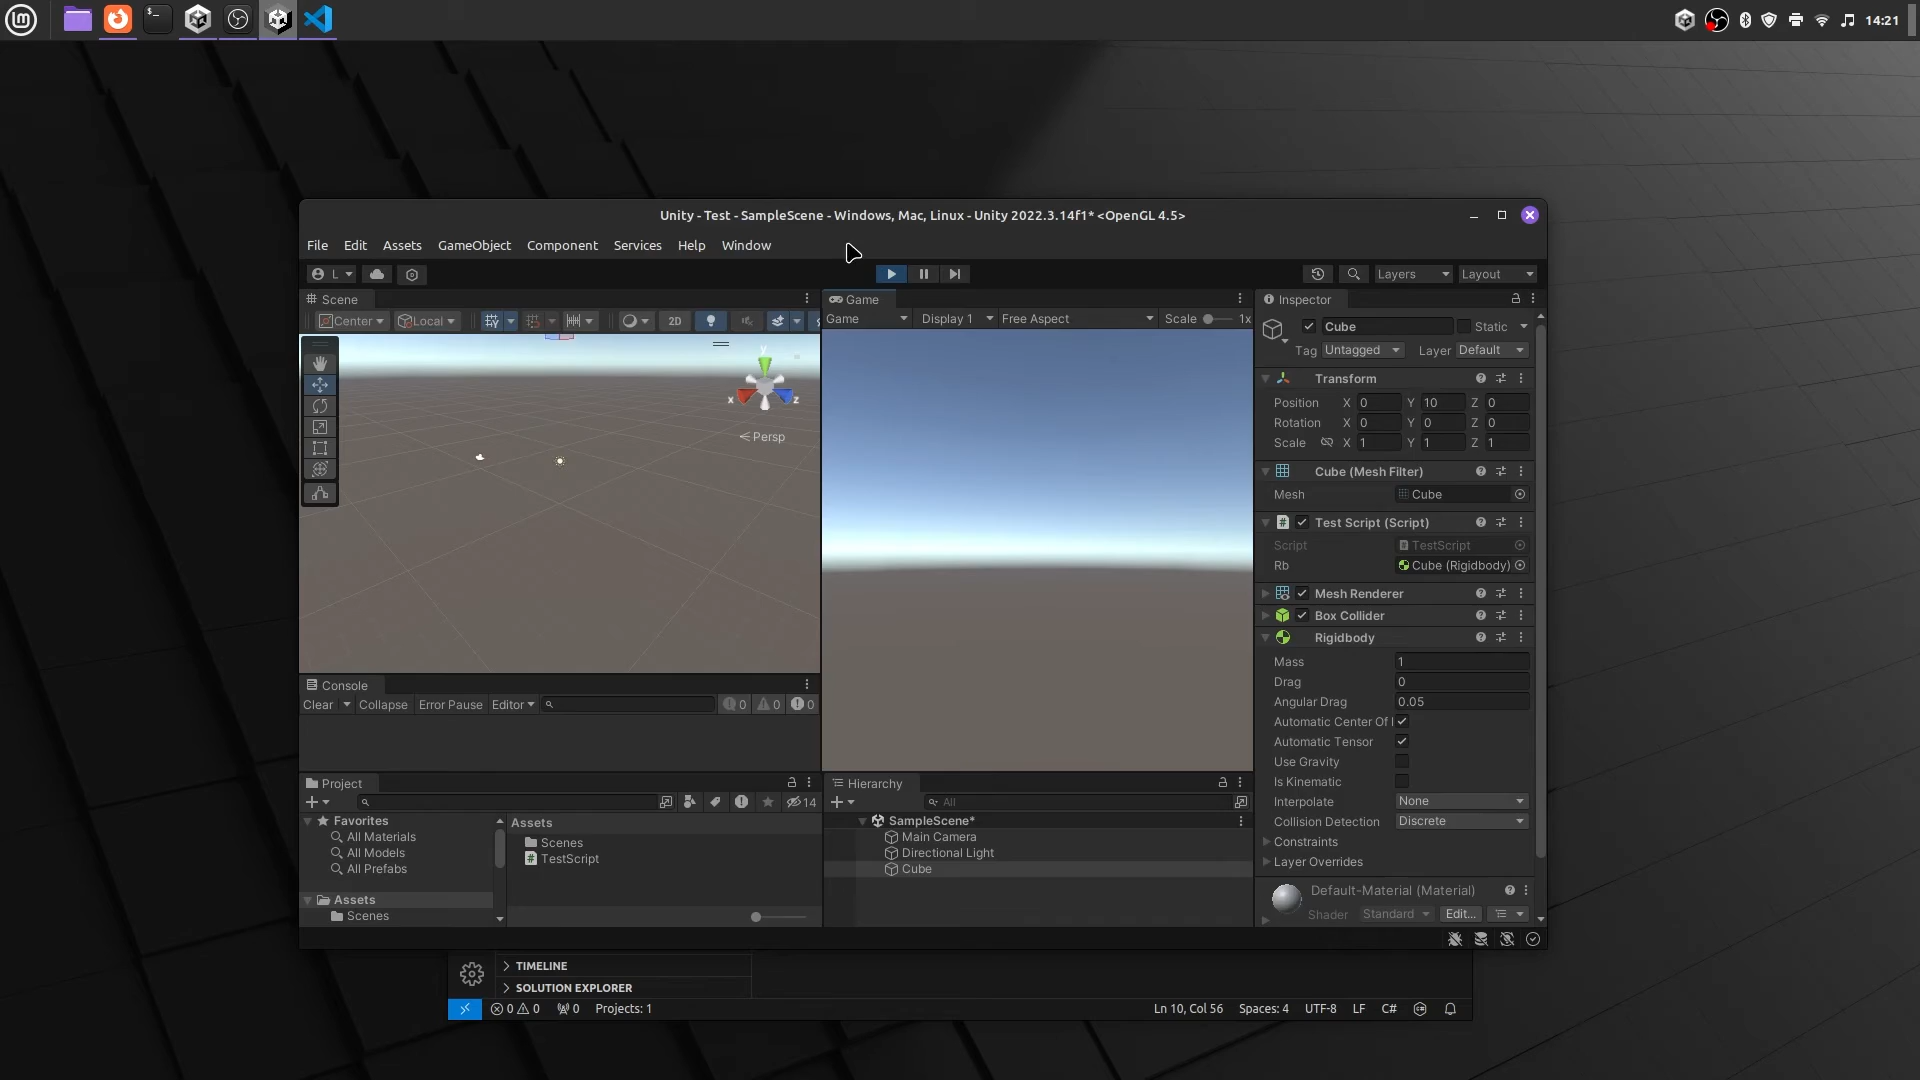 14:21
Unity - Test - SampleScene - Windows, Mac, Linux - Unity 2022.3.14f1* <OpenGL 4.5>
File Edit Assets GameObject Component Services Help Window
L Layers Layout
Scene
Center Local 2D
y
x z
Persp
Game
Game Display 1 Free Aspect Scale 1x
Inspector
Cube Static
Tag Untagged Layer Default
Transform
Position X 0 Y 10 Z 0
Rotation X 0 Y 0 Z 0
Scale X 1 Y 1 Z 1
Cube (Mesh Filter)
Mesh Cube
Test Script (Script)
Script TestScript
Rb Cube (Rigidbody)
Mesh Renderer
Box Collider
Rigidbody
Mass 1
Drag 0
Angular Drag 0.05
Automatic Center Of
Automatic Tensor
Use Gravity
Is Kinematic
Interpolate None
Collision Detection Discrete
Constraints
Layer Overrides
Default-Material (Material)
Shader Standard Edit...
Console
Clear Collapse Error Pause Editor 0 0 0
Project
14
Favorites
All Materials
All Models
All Prefabs
Assets
Scenes
Assets
Scenes
TestScript
Hierarchy
All
SampleScene*
Main Camera
Directional Light
Cube
TIMELINE
SOLUTION EXPLORER
0 0 0 Projects: 1 Ln 10, Col 56 Spaces: 4 UTF-8 LF C#